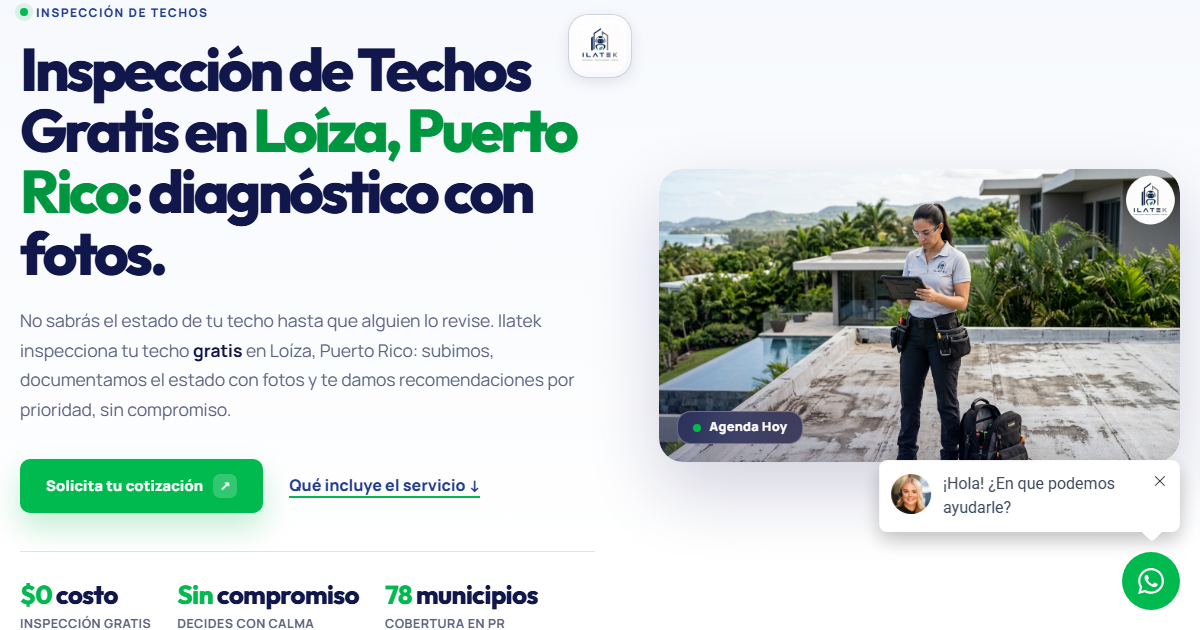 INSPECCIÓN DE TECHOS
ILATEK
Inspección de Techos
Gratis en Loíza, Puerto
Rico: diagnóstico con
fotos.
No sabrás el estado de tu techo hasta que alguien lo revise. Ilatek
inspecciona tu techo gratis en Loíza, Puerto Rico: subimos,
documentamos el estado con fotos y te damos recomendaciones por
prioridad, sin compromiso.
Solicita tu cotización ↗
Qué incluye el servicio ↓
$0 costo
INSPECCIÓN GRATIS
Sin compromiso
DECIDES CON CALMA
78 municipios
COBERTURA EN PR
ILATEK
Agenda Hoy
¡Hola! ¿En que podemos
ayudarle?